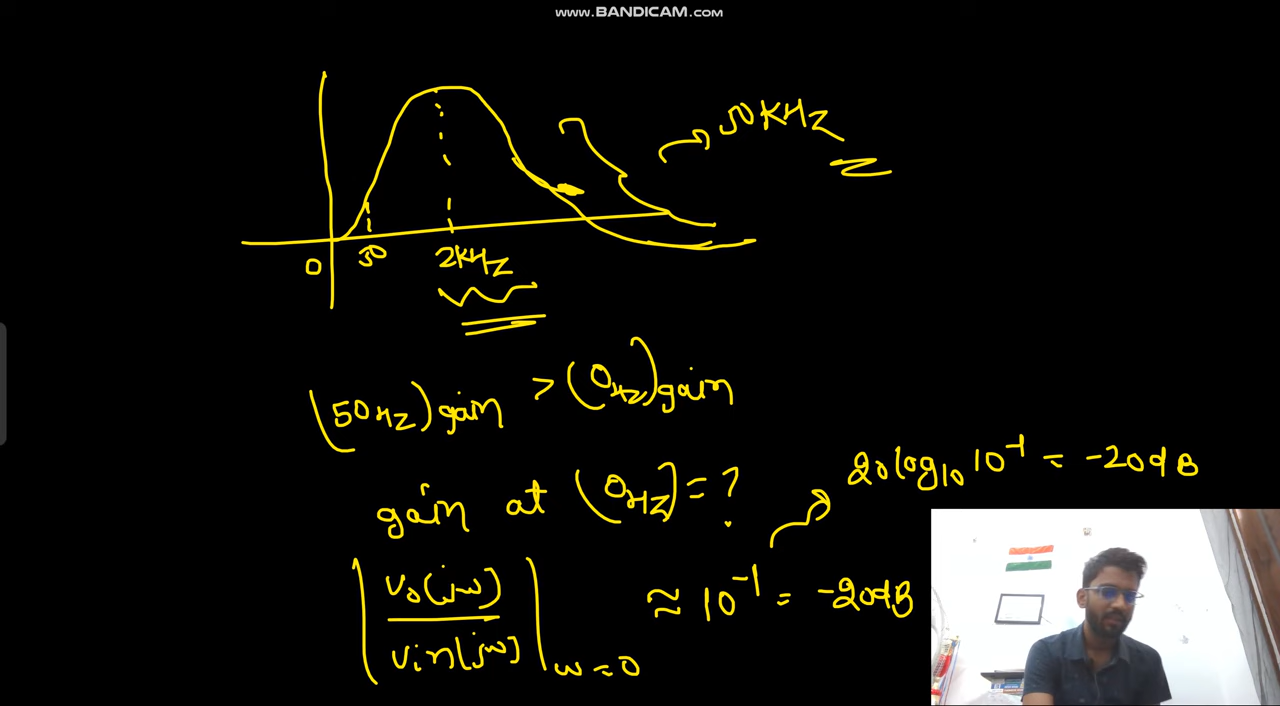 www.BANDICAM.com
50KHz
0 50 2KHz
(50Hz)gain > (0Hz)gain
20log10 10^-1 = -20dB
gain at (0Hz) = ?
|vo(jω)/vin(jω)|ω=0 ≈ 10^-1 = -20dB